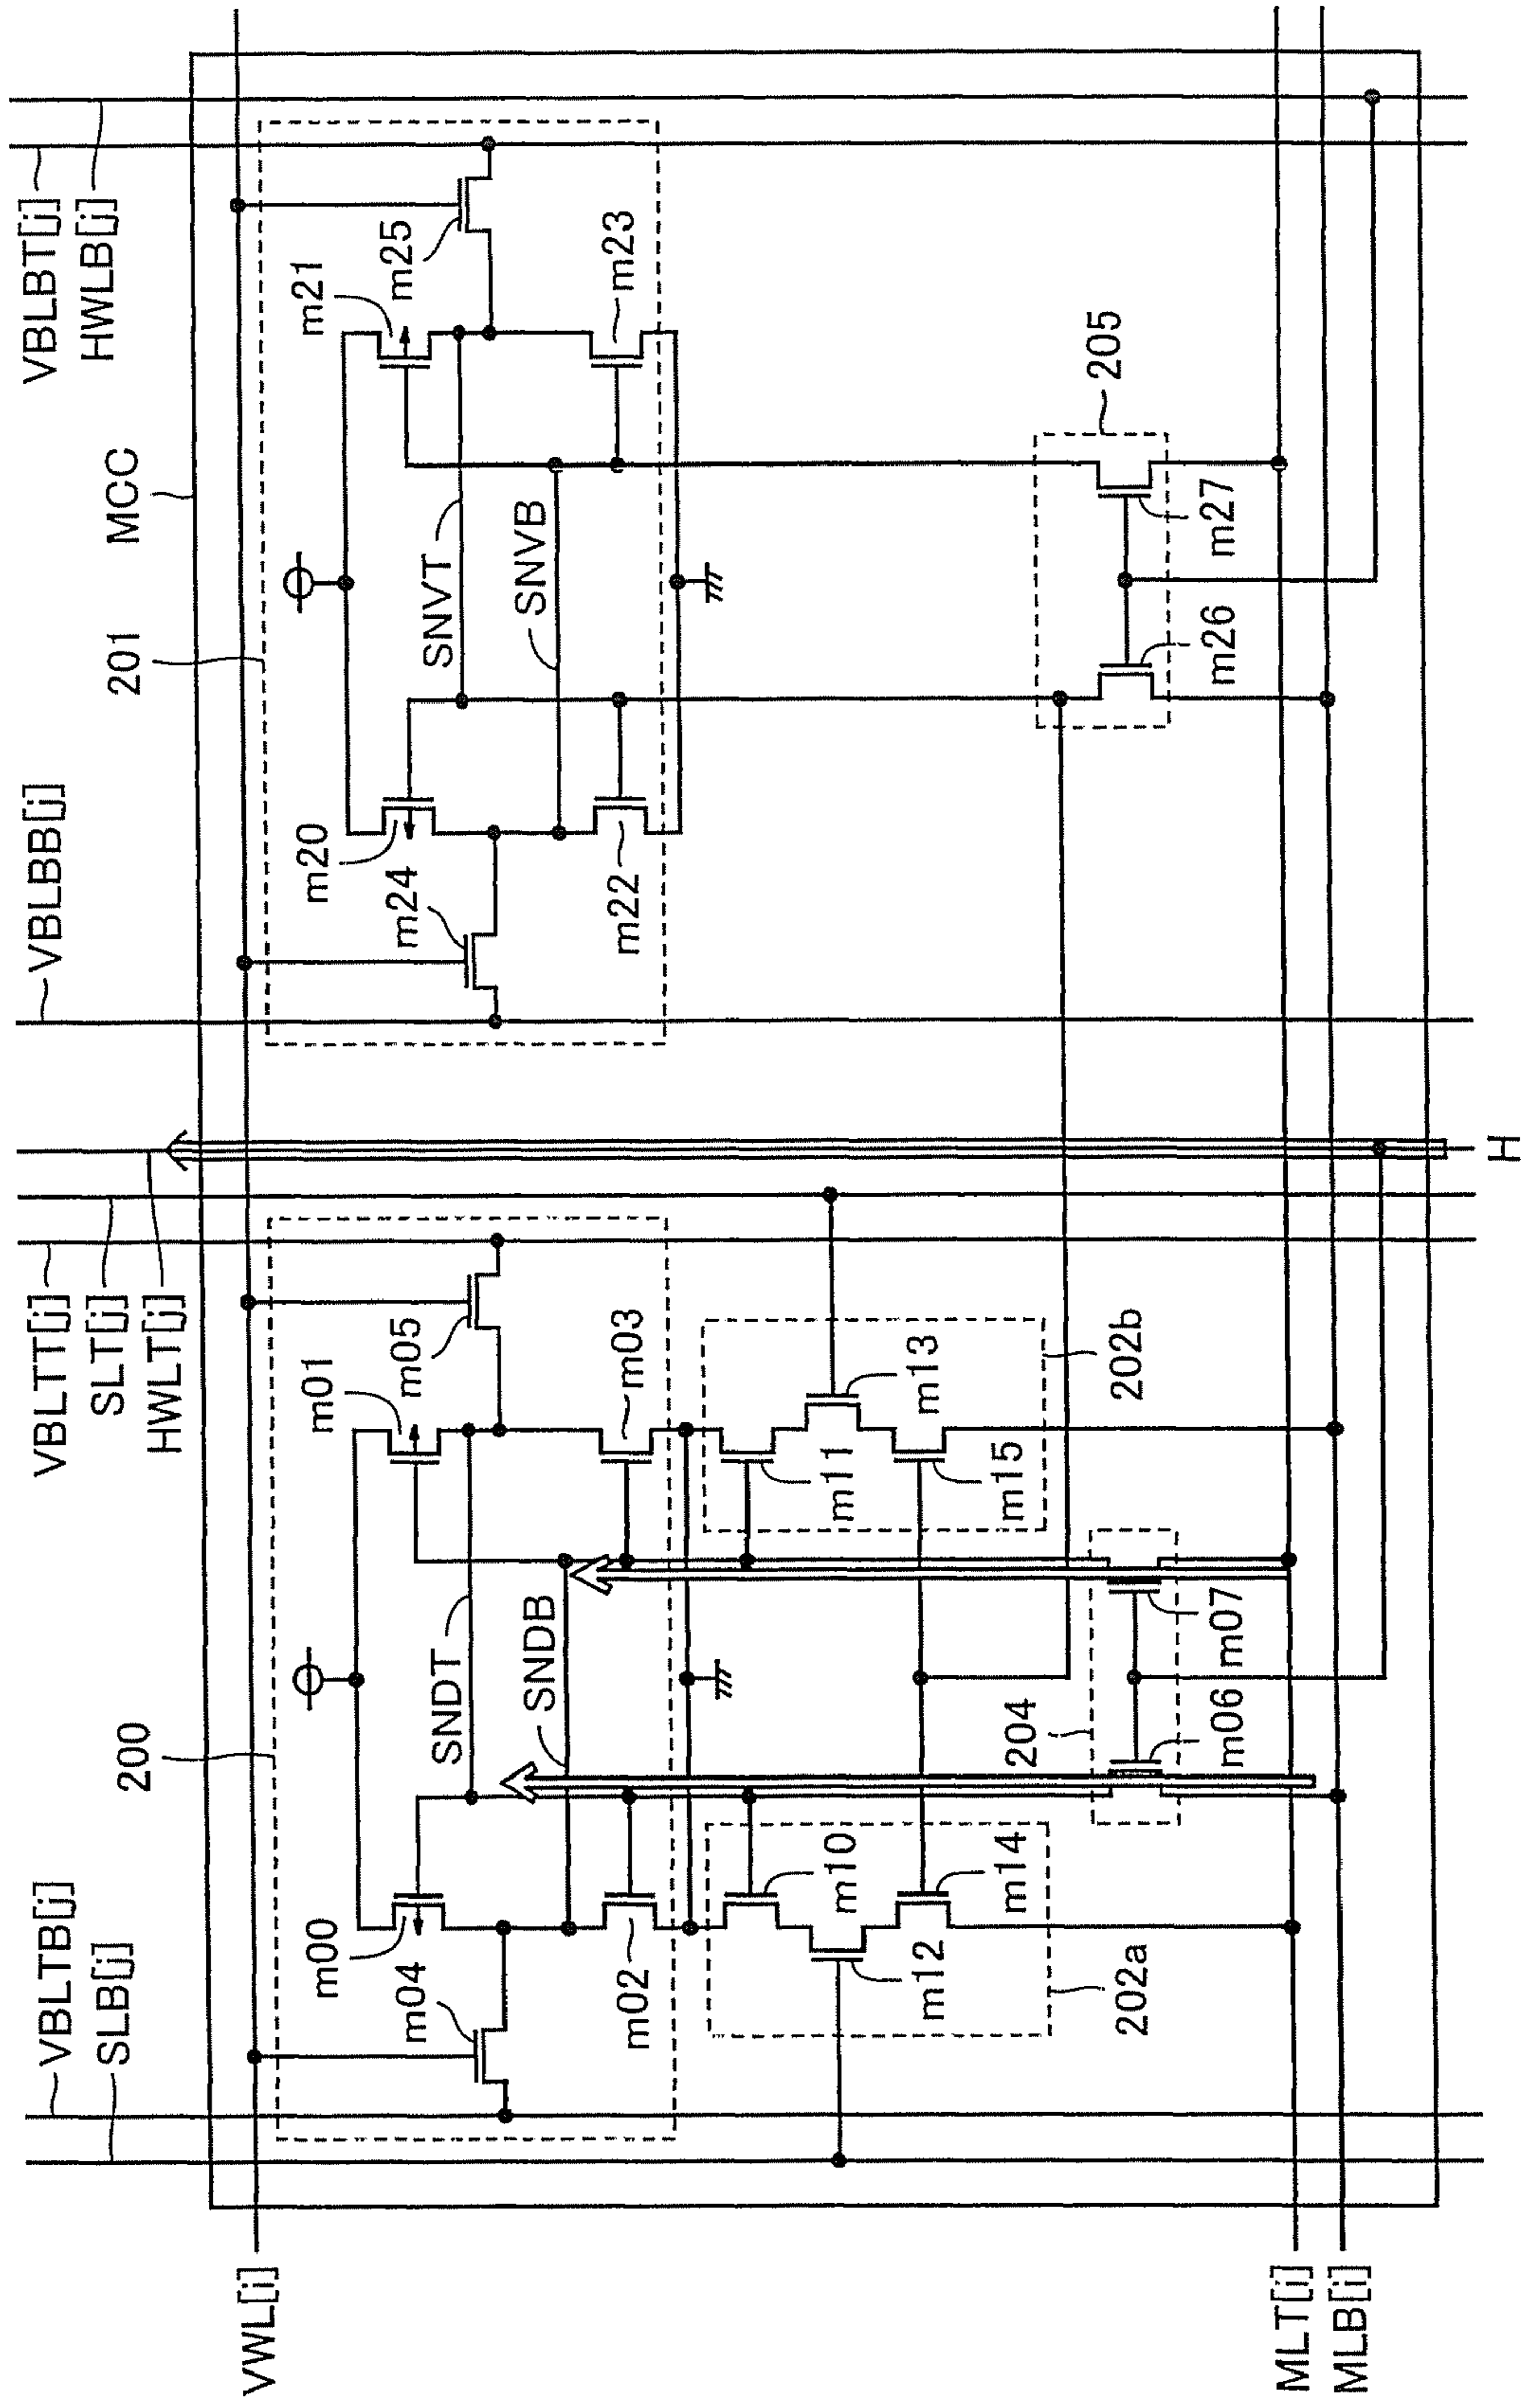 VBLTB[j]
SLB[j]
VBLTT[j]
SLT[j]
HWLT[j]
VBLBB[j]
VBLBT[j]
HWLB[j]
MCC
200
201
VWL[i]
m00
m04
m01
m05
m20
m24
m21
m25
SNDT
SNDB
SNVT
SNVB
m02
m03
m22
m23
m10
m12
m14
202a
m11
m13
m15
202b
204
m06
m07
205
m26
m27
MLT[i]
MLB[i]
H